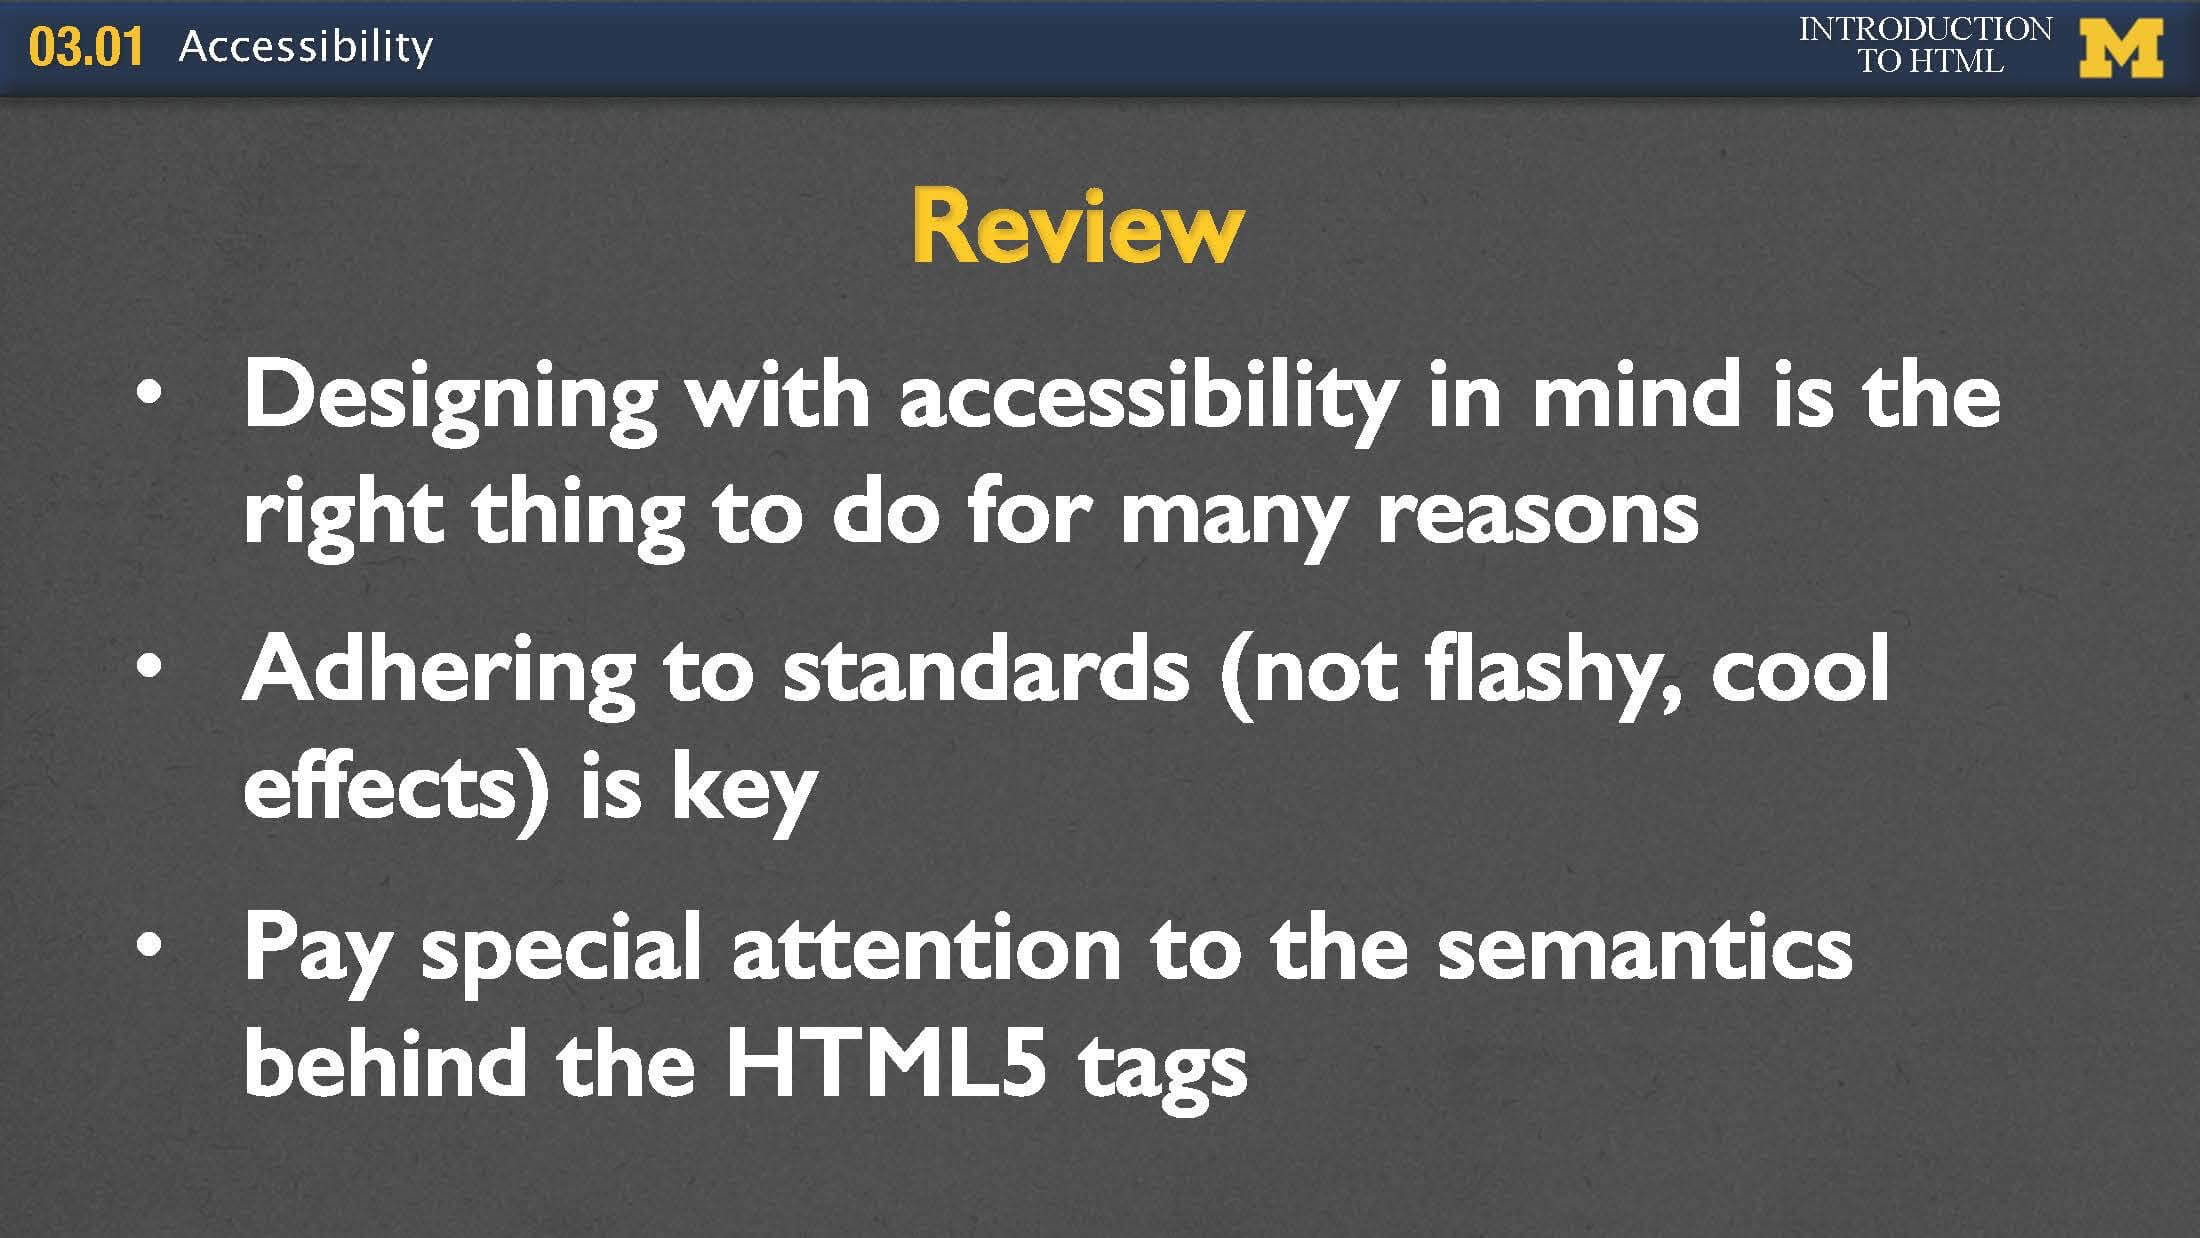 03.01 Accessibility
INTRODUCTION
TO HTML
M
Review
• Designing with accessibility in mind is the
right thing to do for many reasons
• Adhering to standards (not flashy, cool
effects) is key
• Pay special attention to the semantics
behind the HTML5 tags